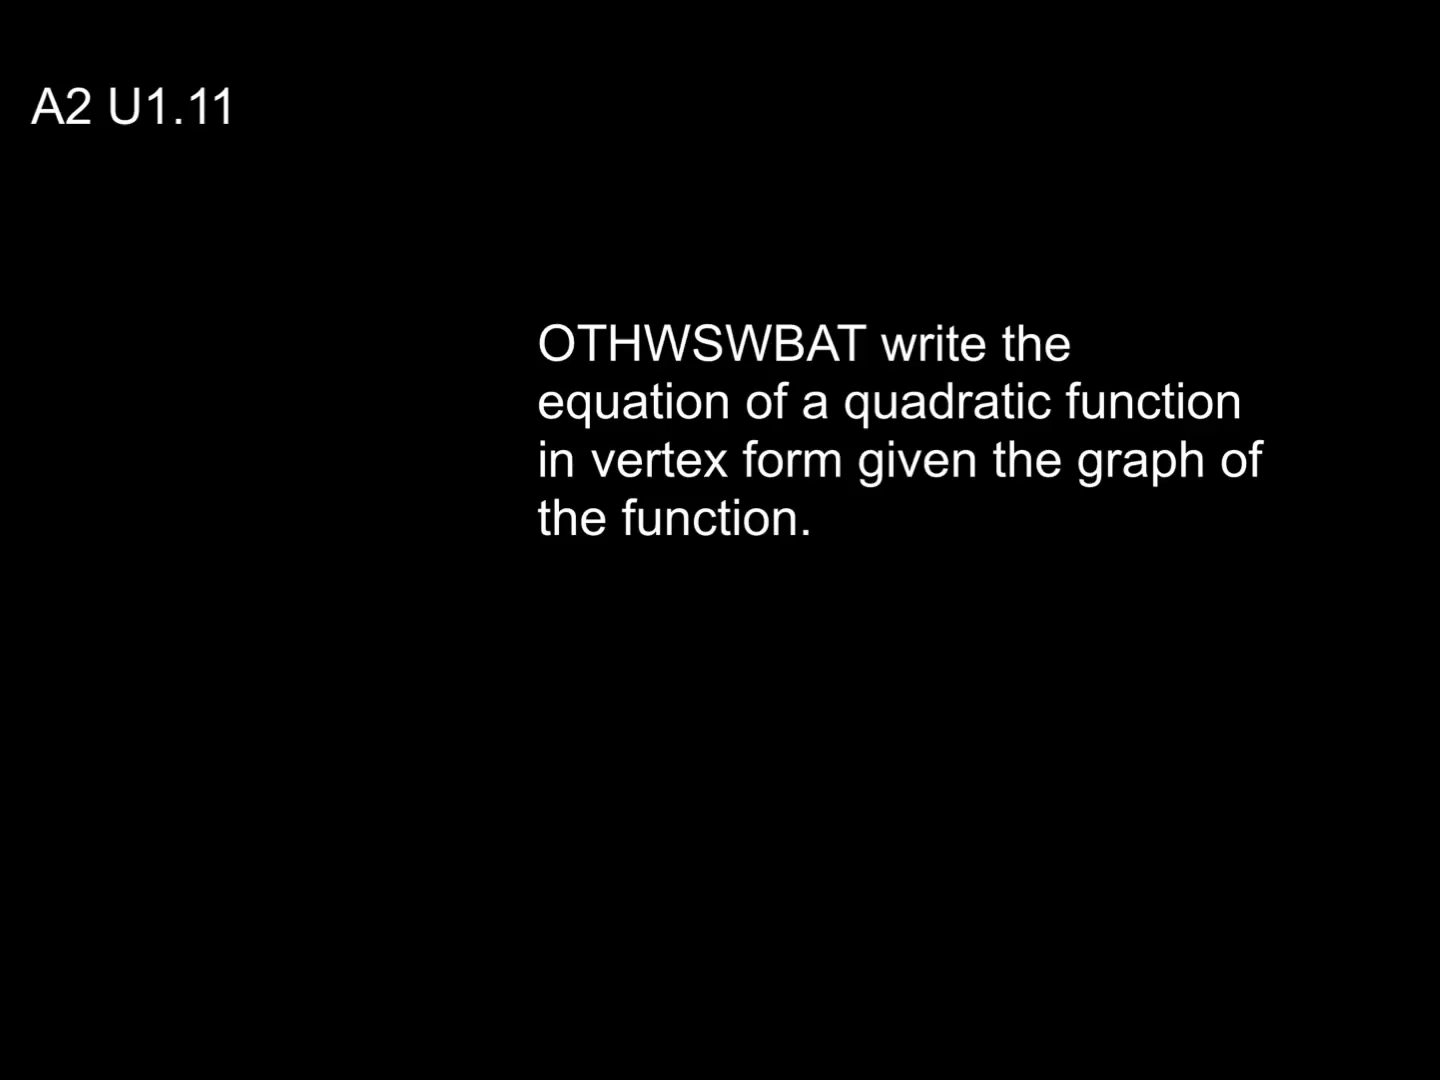 A2 U1.11
OTHWSWBAT write the
equation of a quadratic function
in vertex form given the graph of
the function.